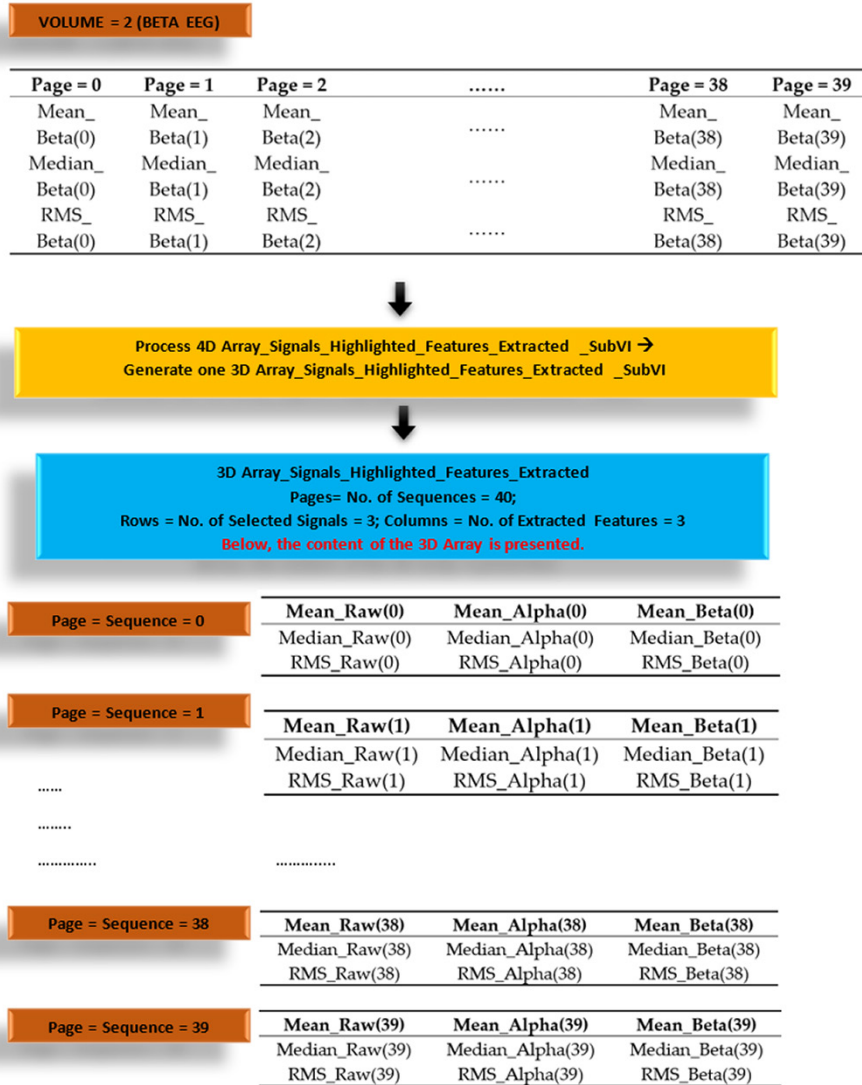 VOLUME = 2 (BETA EEG)
Page = 0 Page = 1 Page = 2 ...... Page = 38 Page = 39
Mean_ Mean_ Mean_ Mean_ Mean_
Beta(0) Beta(1) Beta(2) ...... Beta(38) Beta(39)
Median_ Median_ Median_ Median_ Median_
Beta(0) Beta(1) Beta(2) ...... Beta(38) Beta(39)
RMS_ RMS_ RMS_ RMS_ RMS_
Beta(0) Beta(1) Beta(2) ...... Beta(38) Beta(39)
Process 4D Array_Signals_Highlighted_Features_Extracted _SubVI →
Generate one 3D Array_Signals_Highlighted_Features_Extracted _SubVI
3D Array_Signals_Highlighted_Features_Extracted
Pages= No. of Sequences = 40;
Rows = No. of Selected Signals = 3; Columns = No. of Extracted Features = 3
Below, the content of the 3D Array is presented.
Page = Sequence = 0
Mean_Raw(0) Mean_Alpha(0) Mean_Beta(0)
Median_Raw(0) Median_Alpha(0) Median_Beta(0)
RMS_Raw(0) RMS_Alpha(0) RMS_Beta(0)
Page = Sequence = 1
Mean_Raw(1) Mean_Alpha(1) Mean_Beta(1)
Median_Raw(1) Median_Alpha(1) Median_Beta(1)
RMS_Raw(1) RMS_Alpha(1) RMS_Beta(1)
......
........
.............. ..............
Page = Sequence = 38
Mean_Raw(38) Mean_Alpha(38) Mean_Beta(38)
Median_Raw(38) Median_Alpha(38) Median_Beta(38)
RMS_Raw(38) RMS_Alpha(38) RMS_Beta(38)
Page = Sequence = 39
Mean_Raw(39) Mean_Alpha(39) Mean_Beta(39)
Median_Raw(39) Median_Alpha(39) Median_Beta(39)
RMS_Raw(39) RMS_Alpha(39) RMS_Beta(39)